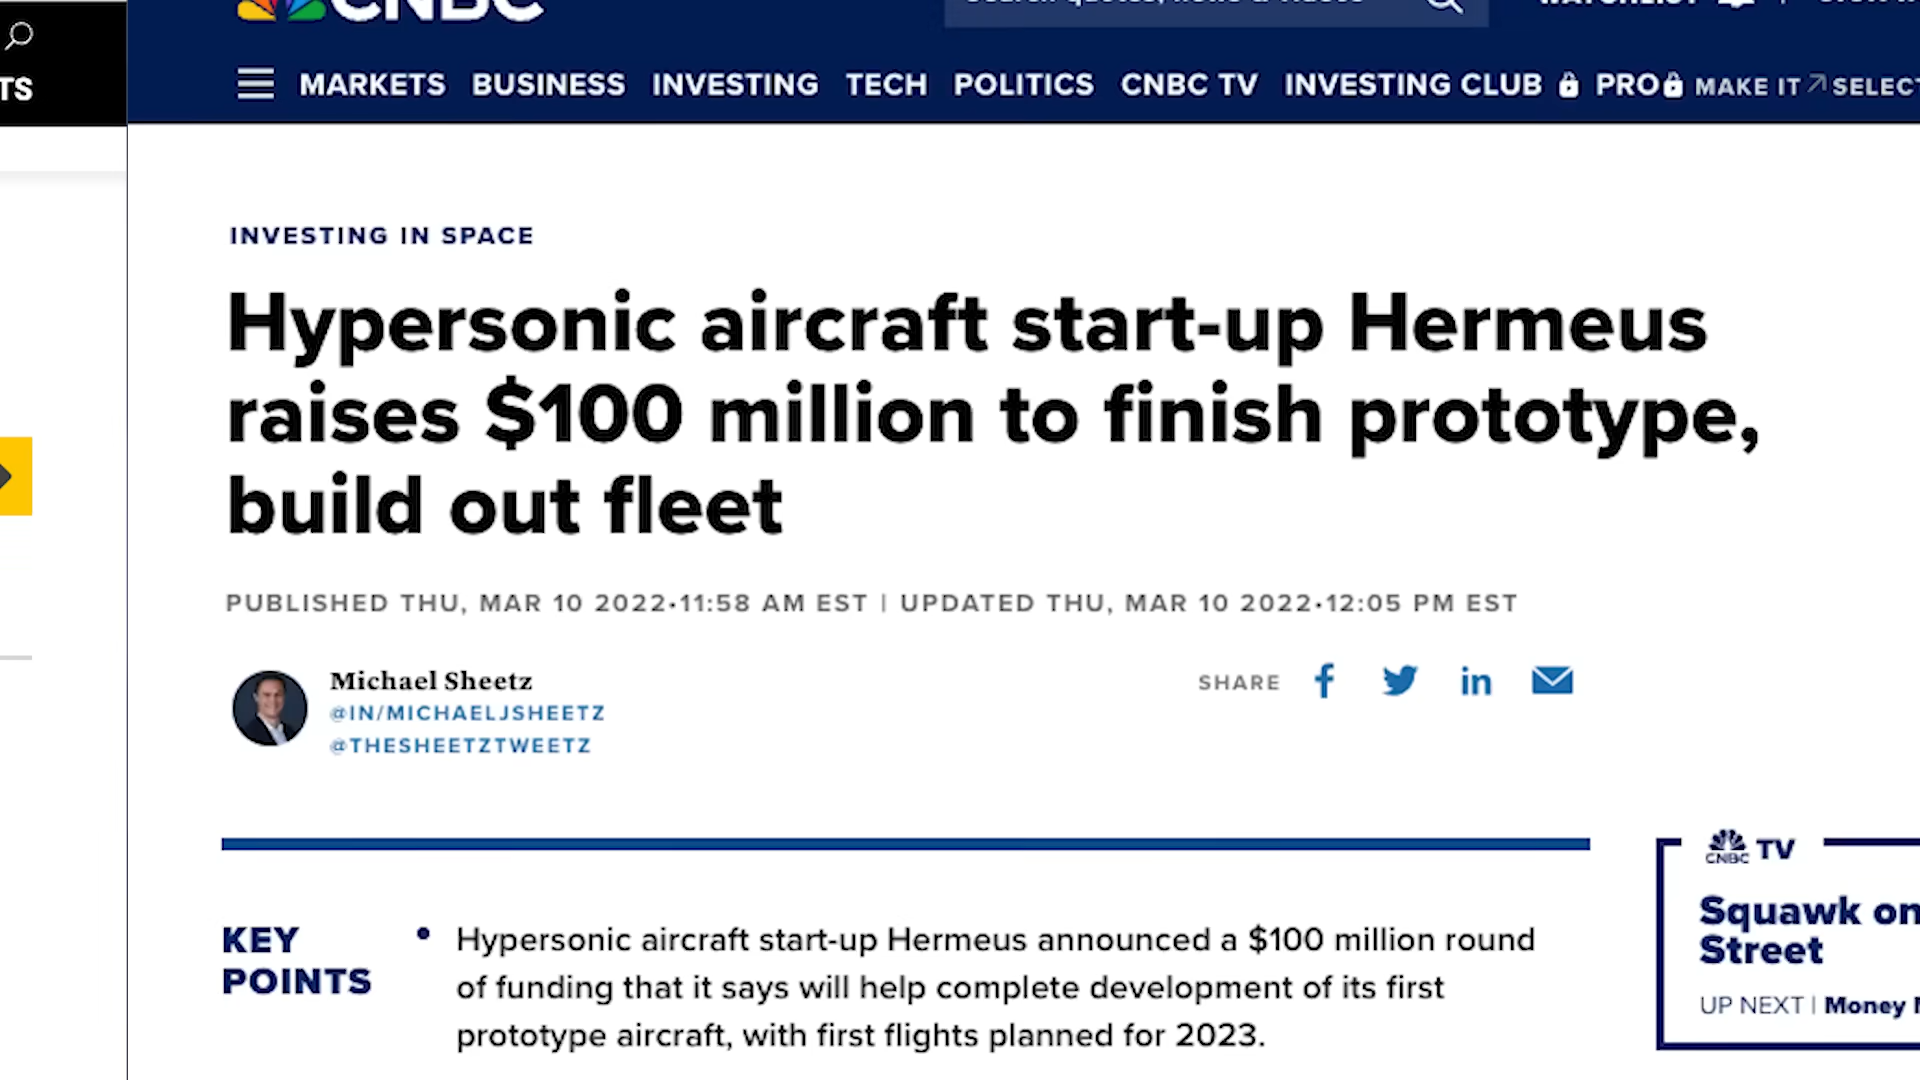 CNBC
TS
MARKETS BUSINESS INVESTING TECH POLITICS CNBC TV INVESTING CLUB PRO MAKE IT SELECT
INVESTING IN SPACE
Hypersonic aircraft start-up Hermeus
raises $100 million to finish prototype,
build out fleet
PUBLISHED THU, MAR 10 2022•11:58 AM EST | UPDATED THU, MAR 10 2022•12:05 PM EST
Michael Sheetz
@IN/MICHAELJSHEETZ
@THESHEETZTWEETZ
SHARE
KEY
POINTS
• Hypersonic aircraft start-up Hermeus announced a $100 million round
of funding that it says will help complete development of its first
prototype aircraft, with first flights planned for 2023.
CNBC TV
Squawk on
Street
UP NEXT | Money